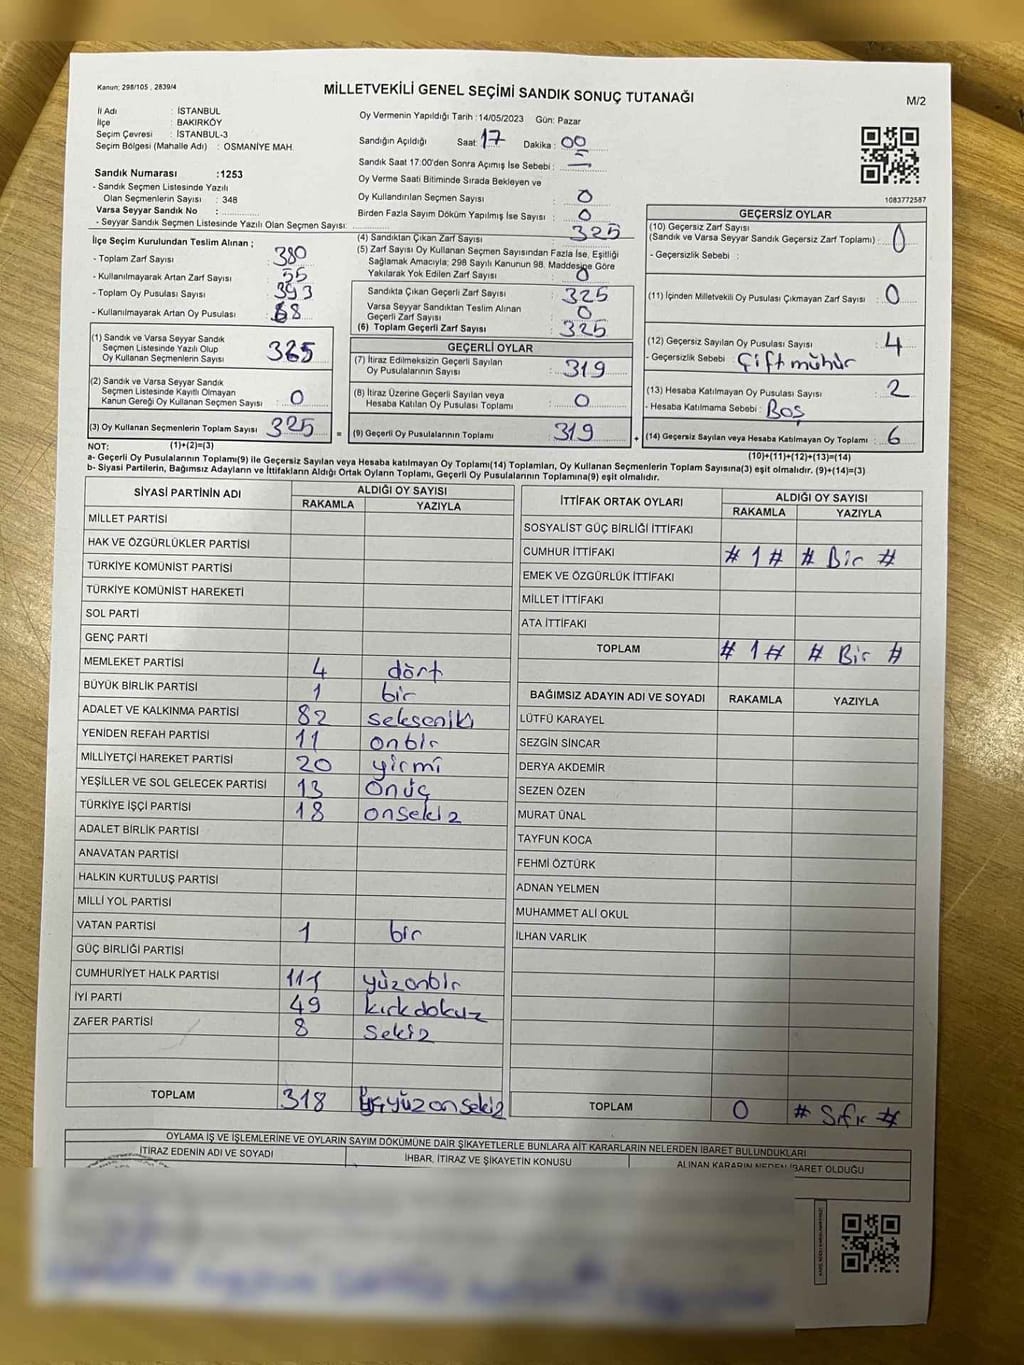 Kanun: 298/105 , 2839/4
MİLLETVEKİLİ GENEL SEÇİMİ SANDIK SONUÇ TUTANAĞI
M/2
İl Adı : İSTANBUL
İlçe : BAKIRKÖY
Seçim Çevresi : İSTANBUL-3
Seçim Bölgesi (Mahalle Adı) : OSMANİYE MAH.
Oy Vermenin Yapıldığı Tarih :14/05/2023 Gün: Pazar
Sandığın Açıldığı Saat: 17 Dakika : 00
Sandık Saat 17:00'den Sonra Açımış İse Sebebi : —
Oy Verme Saati Bitiminde Sırada Bekleyen ve
Oy Kullandırılan Seçmen Sayısı : 0
Birden Fazla Sayım Döküm Yapılmış İse Sayısı : 0
1083772587
Sandık Numarası :1253
- Sandık Seçmen Listesinde Yazılı
Olan Seçmenlerin Sayısı : 348
Varsa Seyyar Sandık No :
- Seyyar Sandık Seçmen Listesinde Yazılı Olan Seçmen Sayısı:
İlçe Seçim Kurulundan Teslim Alınan ;
- Toplam Zarf Sayısı : 380
- Kullanılmayarak Artan Zarf Sayısı : 55
- Toplam Oy Pusulası Sayısı : 393
- Kullanılmayarak Artan Oy Pusulası : 68
(1) Sandık ve Varsa Seyyar Sandık
Seçmen Listesinde Yazılı Olup
Oy Kullanan Seçmenlerin Sayısı : 325
(2) Sandık ve Varsa Seyyar Sandık
Seçmen Listesinde Kayıtlı Olmayan
Kanun Gereği Oy Kullanan Seçmen Sayısı : 0
(3) Oy Kullanan Seçmenlerin Toplam Sayısı : 325
(1)+(2)=(3)
(4) Sandıktan Çıkan Zarf Sayısı : 325
(5) Zarf Sayısı Oy Kullanan Seçmen Sayısından Fazla İse, Eşitliği
Sağlamak Amacıyla; 298 Sayılı Kanunun 98. Maddesine Göre
Yakılarak Yok Edilen Zarf Sayısı : 0
Sandıkta Çıkan Geçerli Zarf Sayısı : 325
Varsa Seyyar Sandıktan Teslim Alınan
Geçerli Zarf Sayısı : 0
(6) Toplam Geçerli Zarf Sayısı : 325
GEÇERLİ OYLAR
(7) İtiraz Edilmeksizin Geçerli Sayılan
Oy Pusulalarının Sayısı : 319
(8) İtiraz Üzerine Geçerli Sayılan veya
Hesaba Katılan Oy Pusulası Toplamı : 0
= (9) Geçerli Oy Pusulalarının Toplamı : 319 +
GEÇERSİZ OYLAR
(10) Geçersiz Zarf Sayısı
(Sandık ve Varsa Seyyar Sandık Geçersiz Zarf Toplamı) : 0
- Geçersizlik Sebebi :
(11) İçinden Milletvekili Oy Pusulası Çıkmayan Zarf Sayısı : 0
(12) Geçersiz Sayılan Oy Pusulası Sayısı : 4
- Geçersizlik Sebebi : Çift mühür
(13) Hesaba Katılmayan Oy Pusulası Sayısı : 2
- Hesaba Katılmama Sebebi : Boş
(14) Geçersiz Sayılan veya Hesaba Katılmayan Oy Toplamı : 6
(10)+(11)+(12)+(13)=(14)
NOT:
a- Geçerli Oy Pusulalarının Toplamı(9) ile Geçersiz Sayılan veya Hesaba katılmayan Oy Toplamı(14) Toplamları, Oy Kullanan Seçmenlerin Toplam Sayısına(3) eşit olmalıdır. (9)+(14)=(3)
b- Siyasi Partilerin, Bağımsız Adayların ve İttifakların Aldığı Ortak Oyların Toplamı, Geçerli Oy Pusulalarının Toplamına(9) eşit olmalıdır.
SİYASİ PARTİNİN ADI ALDIĞI OY SAYISI
RAKAMLA YAZIYLA
MİLLET PARTİSİ
HAK VE ÖZGÜRLÜKLER PARTİSİ
TÜRKİYE KOMÜNİST PARTİSİ
TÜRKİYE KOMÜNİST HAREKETİ
SOL PARTİ
GENÇ PARTİ
MEMLEKET PARTİSİ 4 dört
BÜYÜK BİRLİK PARTİSİ 1 bir
ADALET VE KALKINMA PARTİSİ 82 sekseniki
YENİDEN REFAH PARTİSİ 11 onbir
MİLLİYETÇİ HAREKET PARTİSİ 20 yirmi
YEŞİLLER VE SOL GELECEK PARTİSİ 13 onüç
TÜRKİYE İŞÇİ PARTİSİ 18 onsekiz
ADALET BİRLİK PARTİSİ
ANAVATAN PARTİSİ
HALKIN KURTULUŞ PARTİSİ
MİLLİ YOL PARTİSİ
VATAN PARTİSİ 1 bir
GÜÇ BİRLİĞİ PARTİSİ
CUMHURİYET HALK PARTİSİ 111 yüzonbir
İYİ PARTİ 49 kırkdokuz
ZAFER PARTİSİ 8 sekiz
TOPLAM 318 üçyüzonsekiz
İTTİFAK ORTAK OYLARI ALDIĞI OY SAYISI
RAKAMLA YAZIYLA
SOSYALİST GÜÇ BİRLİĞİ İTTİFAKI
CUMHUR İTTİFAKI # 1 # # Bir #
EMEK VE ÖZGÜRLÜK İTTİFAKI
MİLLET İTTİFAKI
ATA İTTİFAKI
TOPLAM # 1 # # Bir #
BAĞIMSIZ ADAYIN ADI VE SOYADI RAKAMLA YAZIYLA
LÜTFÜ KARAYEL
SEZGİN SİNCAR
DERYA AKDEMİR
SEZEN ÖZEN
MURAT ÜNAL
TAYFUN KOCA
FEHMİ ÖZTÜRK
ADNAN YELMEN
MUHAMMET ALİ OKUL
İLHAN VARLIK
TOPLAM 0 # Sıfır #
OYLAMA İŞ VE İŞLEMLERİNE VE OYLARIN SAYIM DÖKÜMÜNE DAİR ŞİKAYETLERLE BUNLARA AİT KARARLARIN NELERDEN İBARET BULUNDUKLARI
İTİRAZ EDENİN ADI VE SOYADI İHBAR, İTİRAZ VE ŞİKAYETİN KONUSU ALINAN KARARIN NEDEN İBARET OLDUĞU